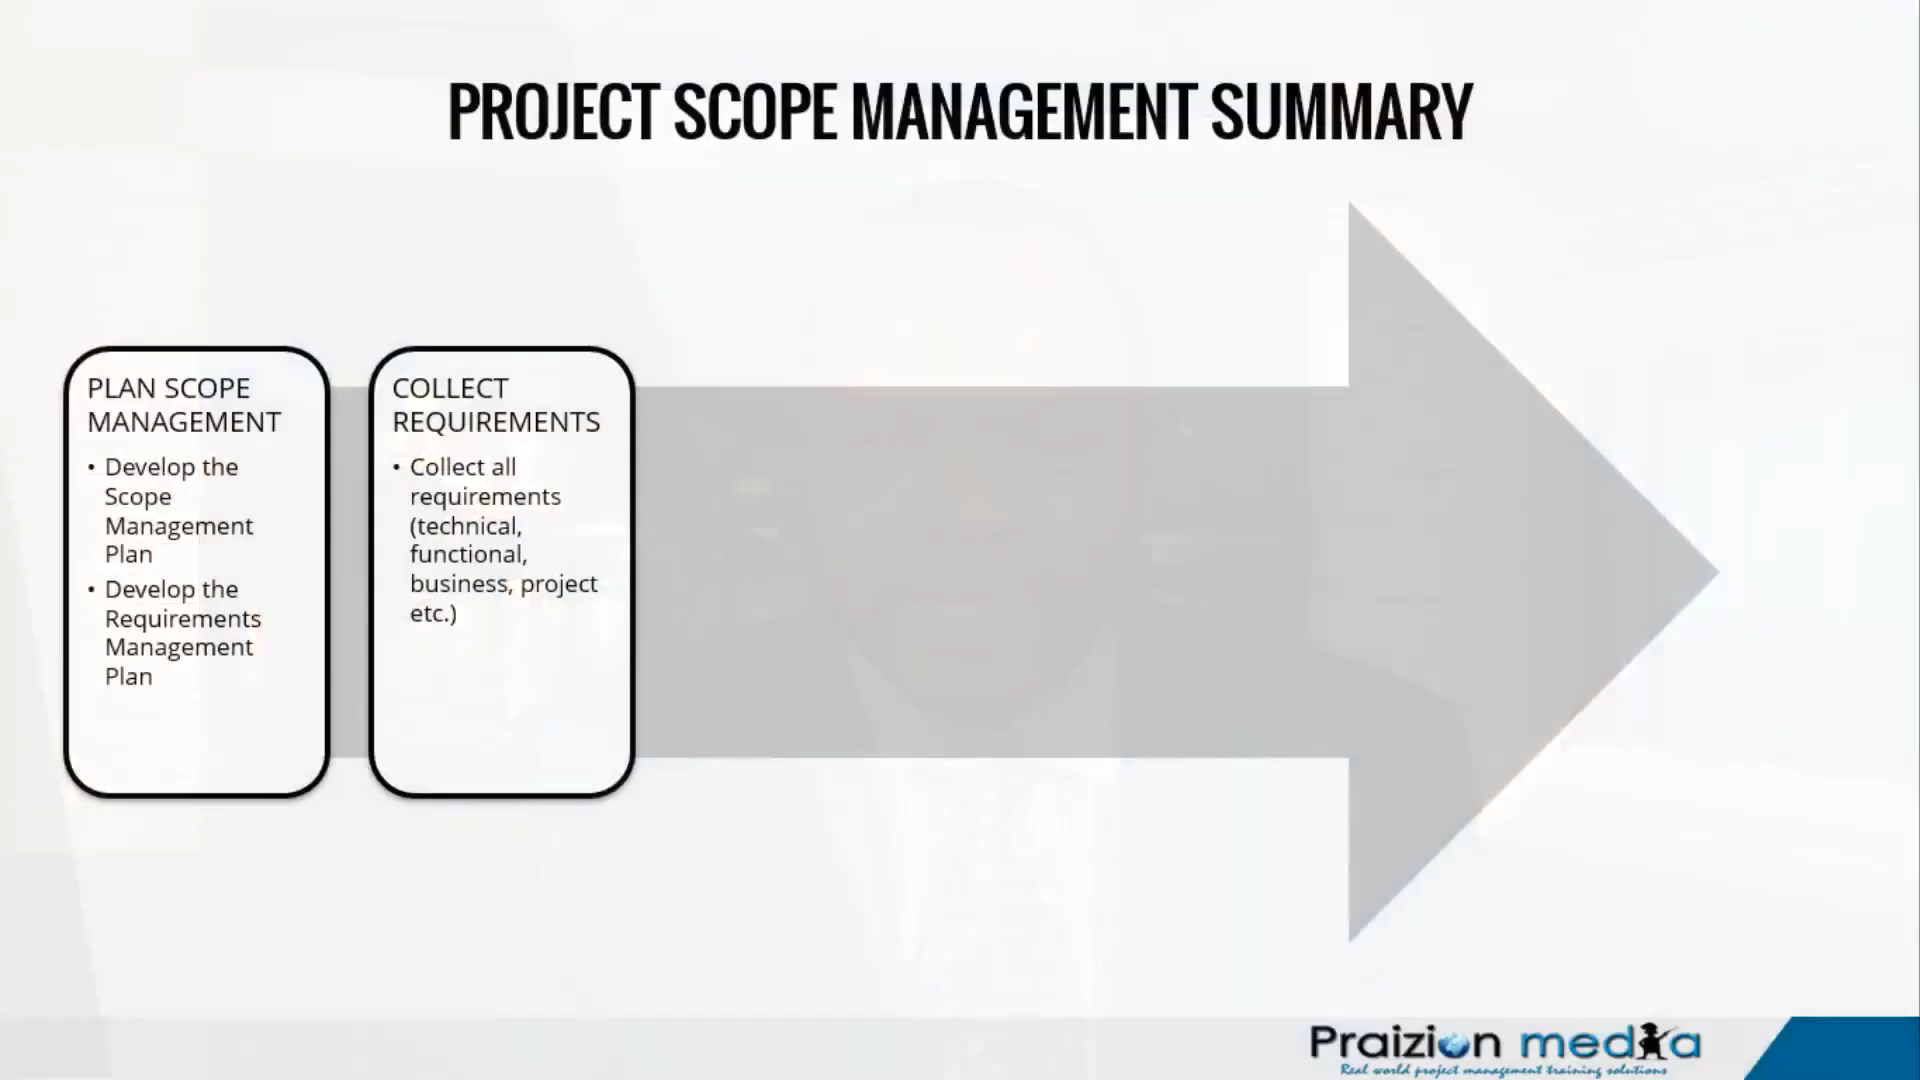 PROJECT SCOPE MANAGEMENT SUMMARY
PLAN SCOPE
MANAGEMENT
• Develop the
Scope
Management
Plan
• Develop the
Requirements
Management
Plan
COLLECT
REQUIREMENTS
• Collect all
requirements
(technical,
functional,
business, project
etc.)
Praizion media
Real world project management training solutions